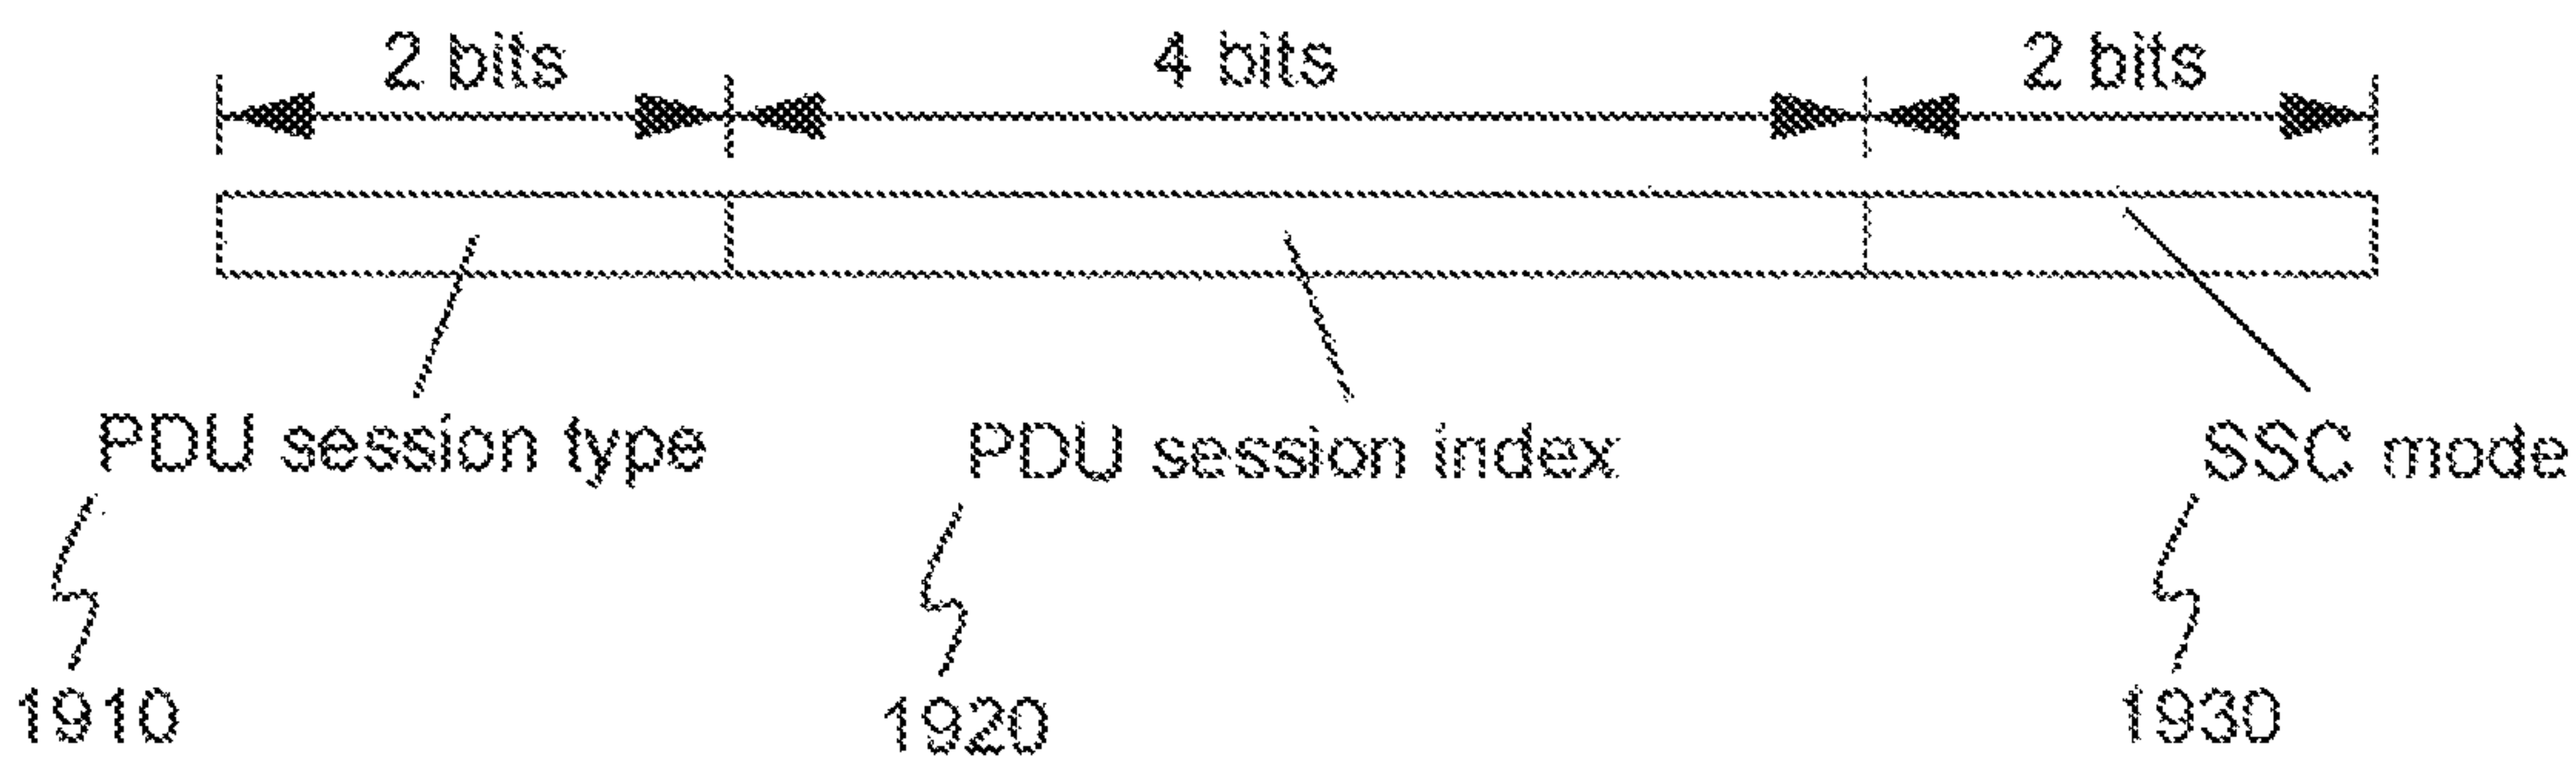 2 bits 4 bits 2 bits
PDU session type PDU session index SSC mode
1910 1920 1930